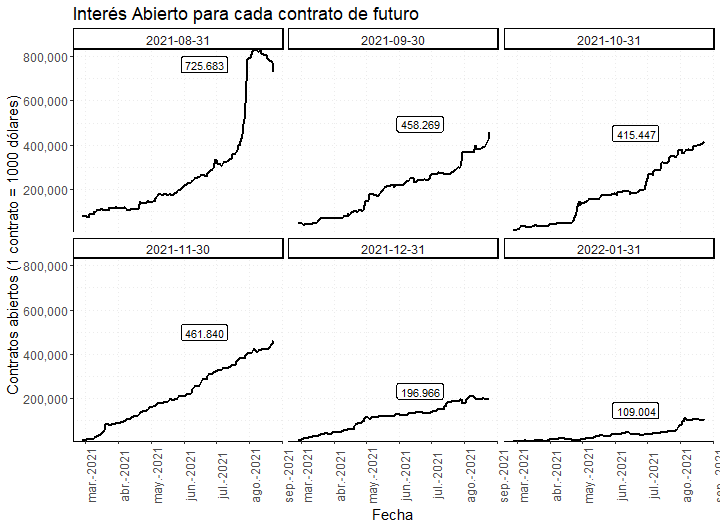 Interés Abierto para cada contrato de futuro
Contratos abiertos (1 contrato = 1000 dólares)
2021-08-31
2021-09-30
2021-10-31
800,000
600,000
400,000
200,000
725.683
458.269
415.447
2021-11-30
2021-12-31
2022-01-31
800,000
600,000
400,000
200,000
461.840
196.966
109.004
mar.-2021
abr.-2021
may.-2021
jun.-2021
jul.-2021
ago.-2021
sep.-2021
mar.-2021
abr.-2021
may.-2021
jun.-2021
jul.-2021
ago.-2021
sep.-2021
mar.-2021
abr.-2021
may.-2021
jun.-2021
jul.-2021
ago.-2021
sep.-2021
Fecha